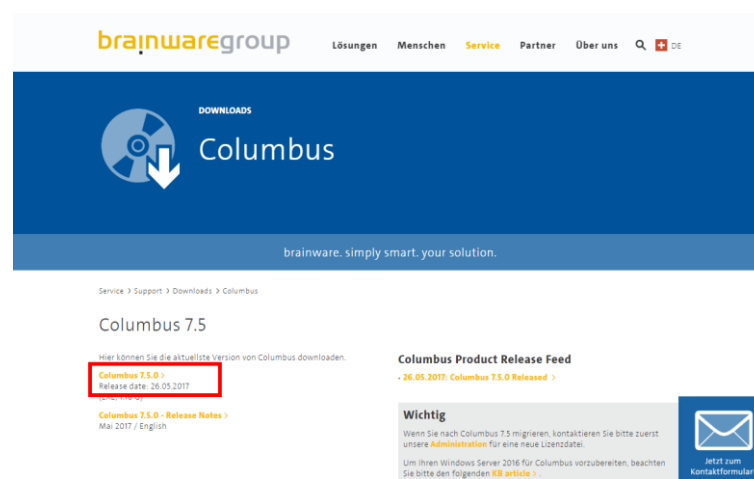 brainwaregroup
Lösungen Menschen Service Partner Über uns DE
DOWNLOADS
Columbus
brainware. simply smart. your solution.
Service > Support > Downloads > Columbus
Columbus 7.5
Hier können Sie die aktuellste Version von Columbus downloaden.
Columbus 7.5.0 >
Release date: 26.05.2017
Columbus 7.5.0 - Release Notes >
Mai 2017 / English
Columbus Product Release Feed
- 26.05.2017: Columbus 7.5.0 Released >
Wichtig
Wenn Sie nach Columbus 7.5 migrieren, kontaktieren Sie bitte zuerst
unsere Administration für eine neue Lizenzdatei.
Um Ihren Windows Server 2016 für Columbus vorzubereiten, beachten
Sie bitte den folgenden KB article > .
Jetzt zum
Kontaktformular